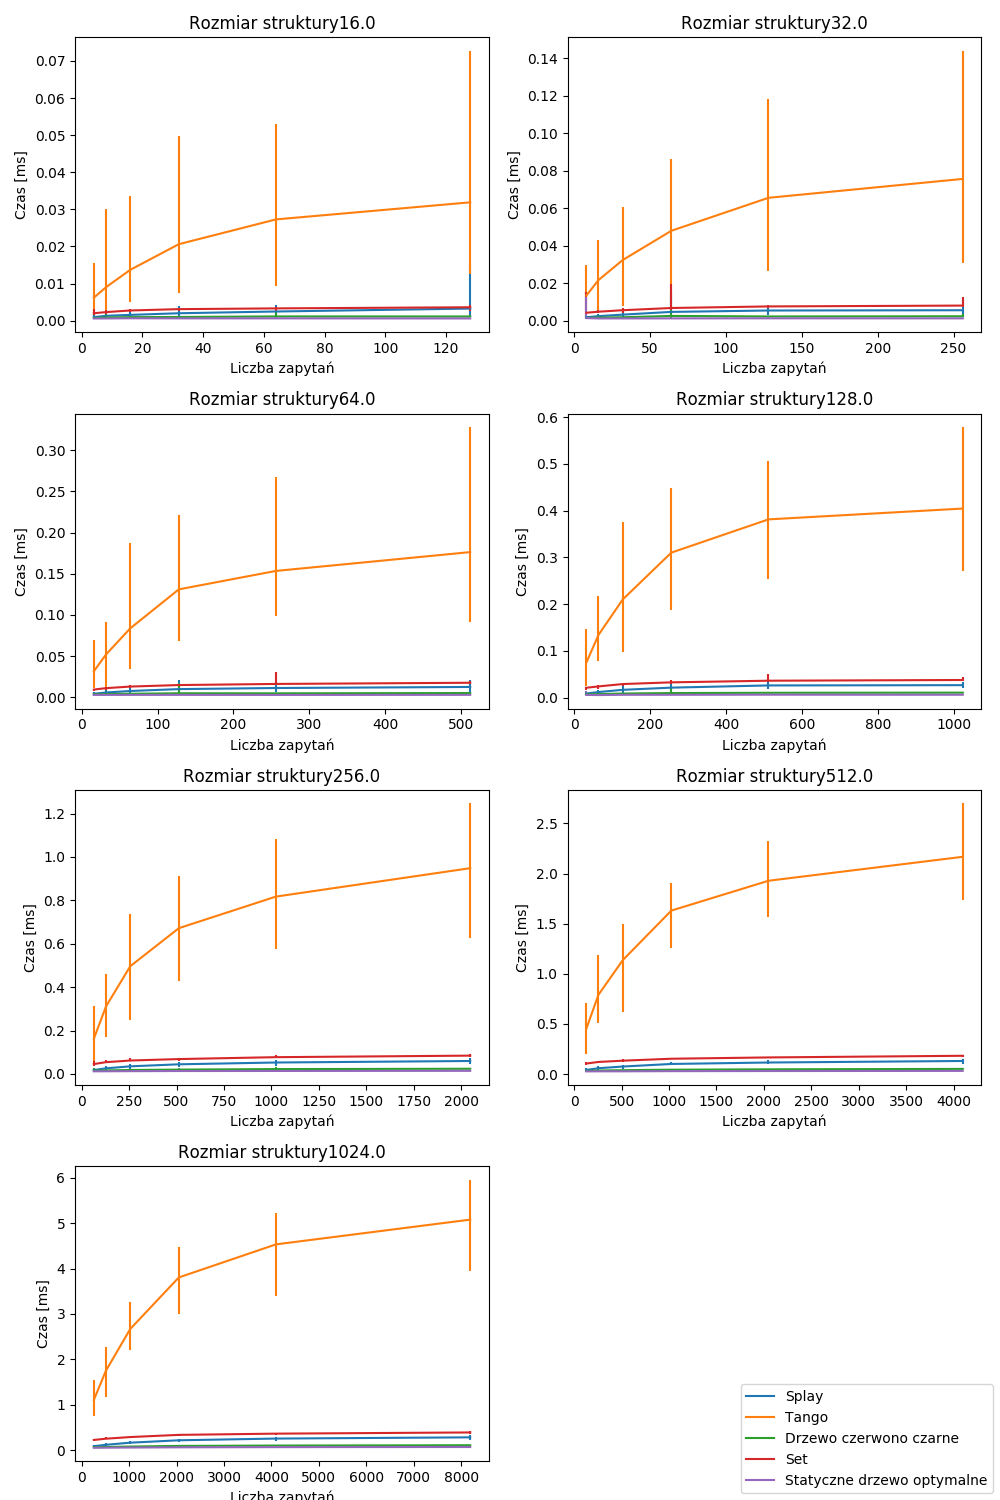 Rozmiar struktury16.0
Czas [ms]
0.07
0.06
0.05
0.04
0.03
0.02
0.01
0.00
0 20 40 60 80 100 120
Liczba zapytań
Rozmiar struktury32.0
Czas [ms]
0.14
0.12
0.10
0.08
0.06
0.04
0.02
0.00
0 50 100 150 200 250
Liczba zapytań
Rozmiar struktury64.0
Czas [ms]
0.30
0.25
0.20
0.15
0.10
0.05
0.00
0 100 200 300 400 500
Liczba zapytań
Rozmiar struktury128.0
Czas [ms]
0.6
0.5
0.4
0.3
0.2
0.1
0.0
0 200 400 600 800 1000
Liczba zapytań
Rozmiar struktury256.0
Czas [ms]
1.2
1.0
0.8
0.6
0.4
0.2
0.0
0 250 500 750 1000 1250 1500 1750 2000
Liczba zapytań
Rozmiar struktury512.0
Czas [ms]
2.5
2.0
1.5
1.0
0.5
0.0
0 500 1000 1500 2000 2500 3000 3500 4000
Liczba zapytań
Rozmiar struktury1024.0
Czas [ms]
6
5
4
3
2
1
0
0 1000 2000 3000 4000 5000 6000 7000 8000
Liczba zapytań
Splay
Tango
Drzewo czerwono czarne
Set
Statyczne drzewo optymalne